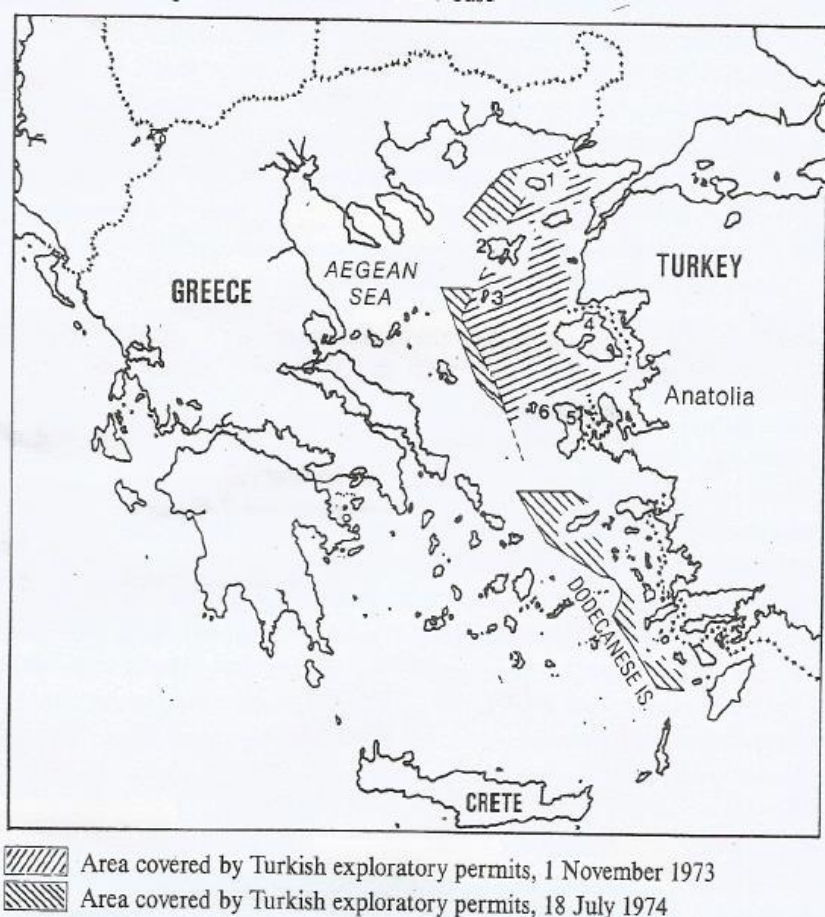 1
2
AEGEAN
SEA
TURKEY
GREECE
3
4
Anatolia
6
5
DODECANESE IS.
CRETE
Area covered by Turkish exploratory permits, 1 November 1973
Area covered by Turkish exploratory permits, 18 July 1974